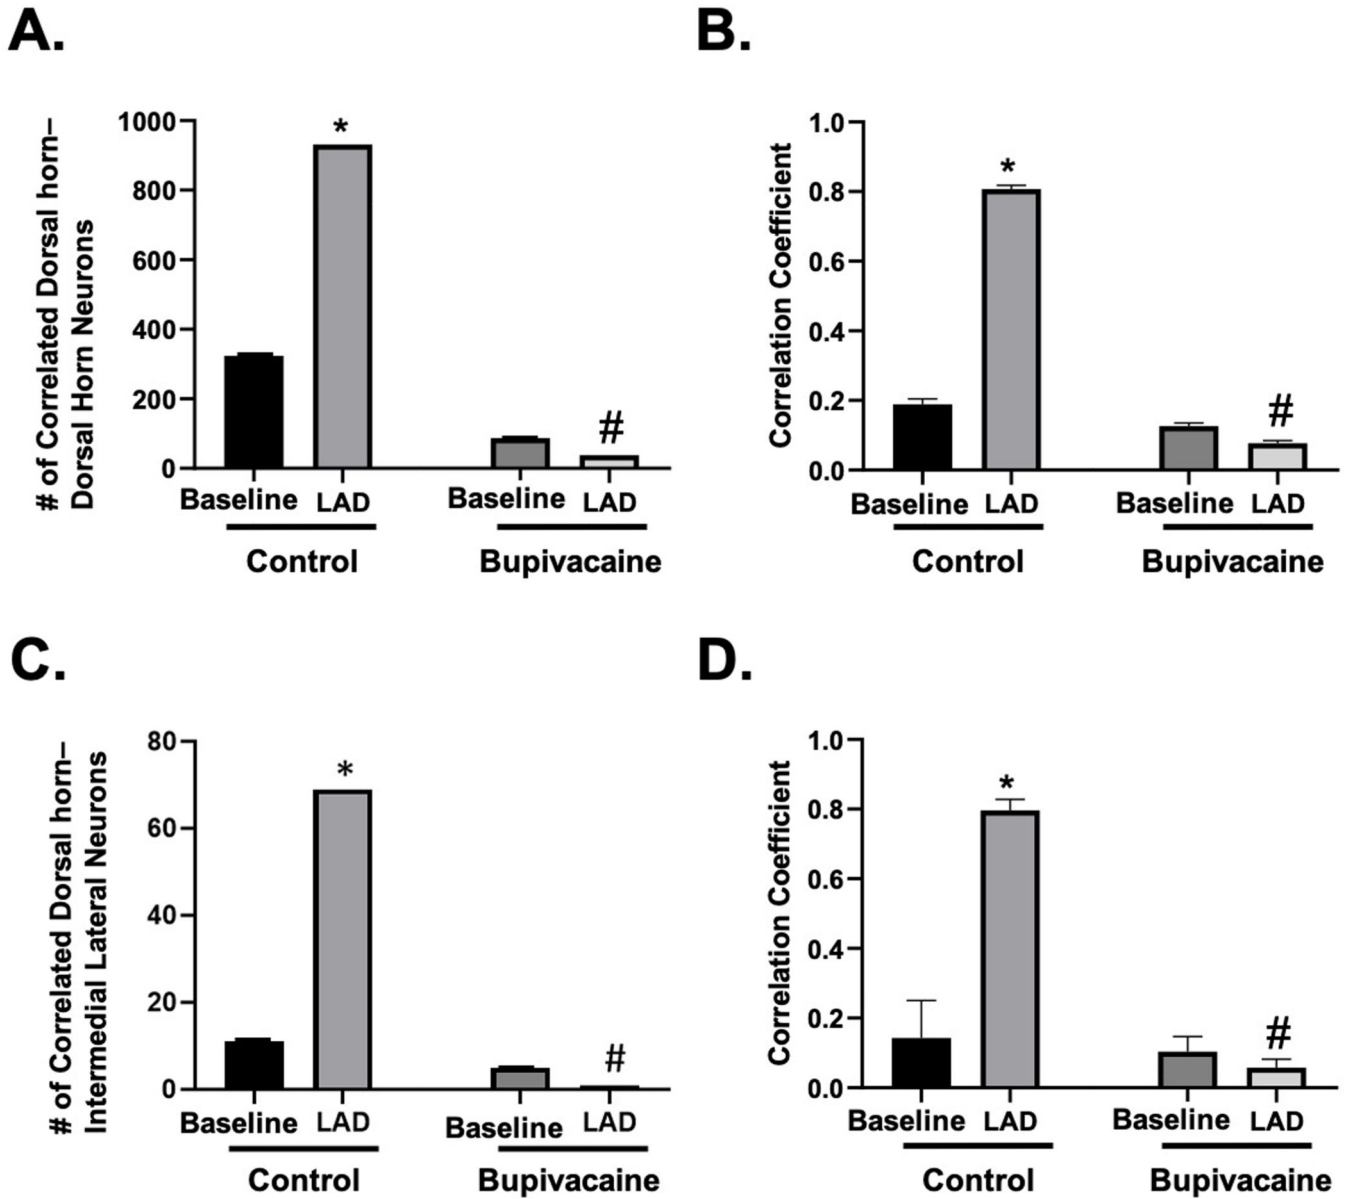 A.
# of Correlated Dorsal horn–
Dorsal Horn Neurons
1000
800
600
400
200
0
*
#
Baseline LAD Baseline LAD
Control Bupivacaine
B.
Correlation Coefficient
1.0
0.8
0.6
0.4
0.2
0.0
*
#
Baseline LAD Baseline LAD
Control Bupivacaine
C.
# of Correlated Dorsal horn–
Intermedial Lateral Neurons
80
60
40
20
0
*
#
Baseline LAD Baseline LAD
Control Bupivacaine
D.
Correlation Coefficient
1.0
0.8
0.6
0.4
0.2
0.0
*
#
Baseline LAD Baseline LAD
Control Bupivacaine